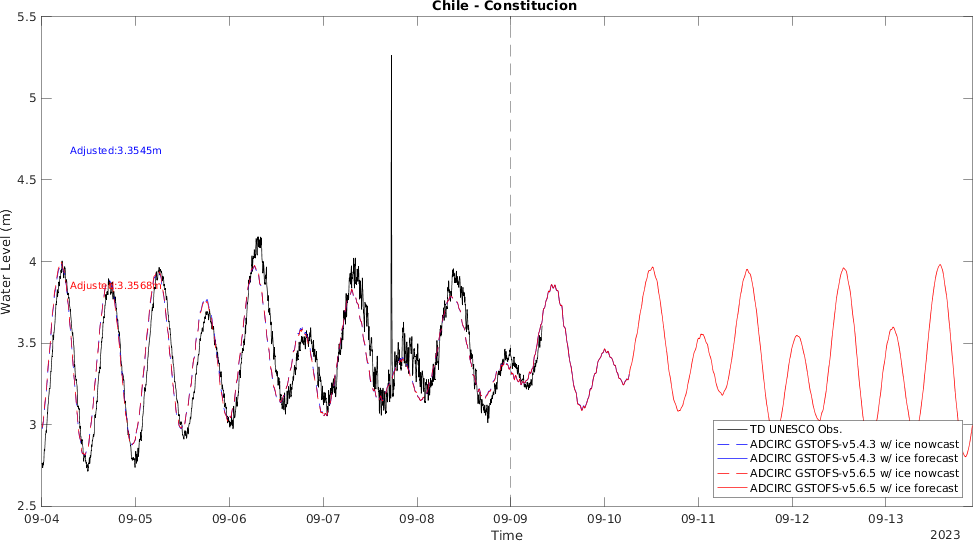 Chile - Constitucion
5.5
5
4.5
4
3.5
3
2.5
Water Level (m)
Adjusted:3.3545m
Adjusted:3.3568m
TD UNESCO Obs.
ADCIRC GSTOFS-v5.4.3 w/ ice nowcast
ADCIRC GSTOFS-v5.4.3 w/ ice forecast
ADCIRC GSTOFS-v5.6.5 w/ ice nowcast
ADCIRC GSTOFS-v5.6.5 w/ ice forecast
09-04 09-05 09-06 09-07 09-08 09-09 09-10 09-11 09-12 09-13
Time
2023